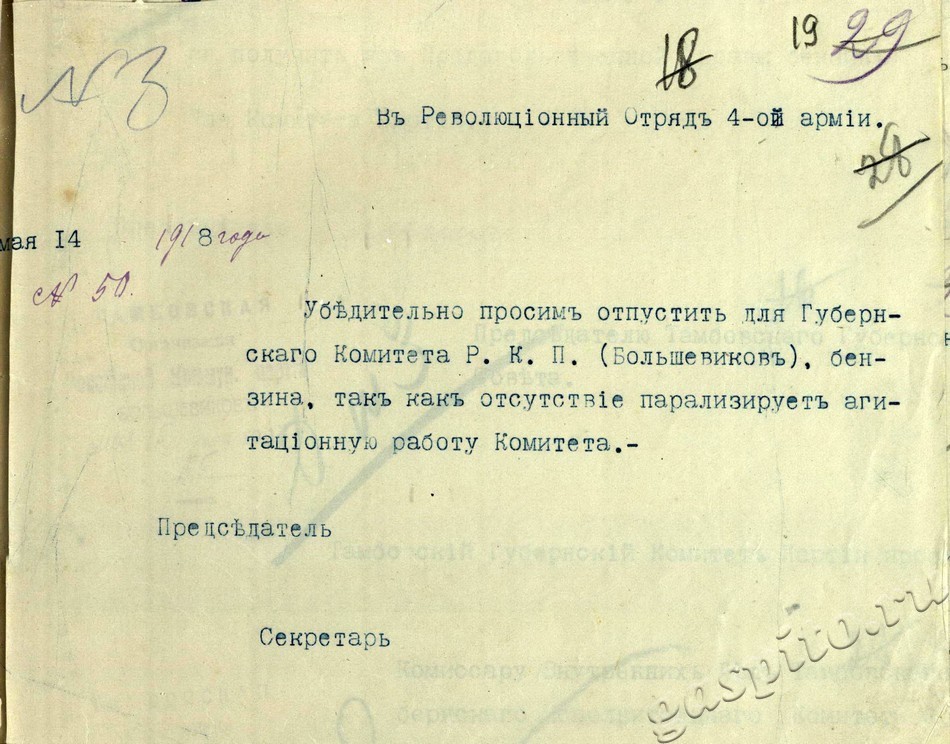 18 19 29
№ 3
Въ Революціонный Отрядъ 4-ой арміи.
28
мая I4 1918 года
№ 50.
Убѣдительно просимъ отпустить для Губерн-
скаго Комитета Р. К. П. (Большевиковъ), бен-
зина, такъ какъ отсутствіе парализируетъ аги-
таціонную работу Комитета.-
Предсѣдатель
Секретарь
gaspito.ru